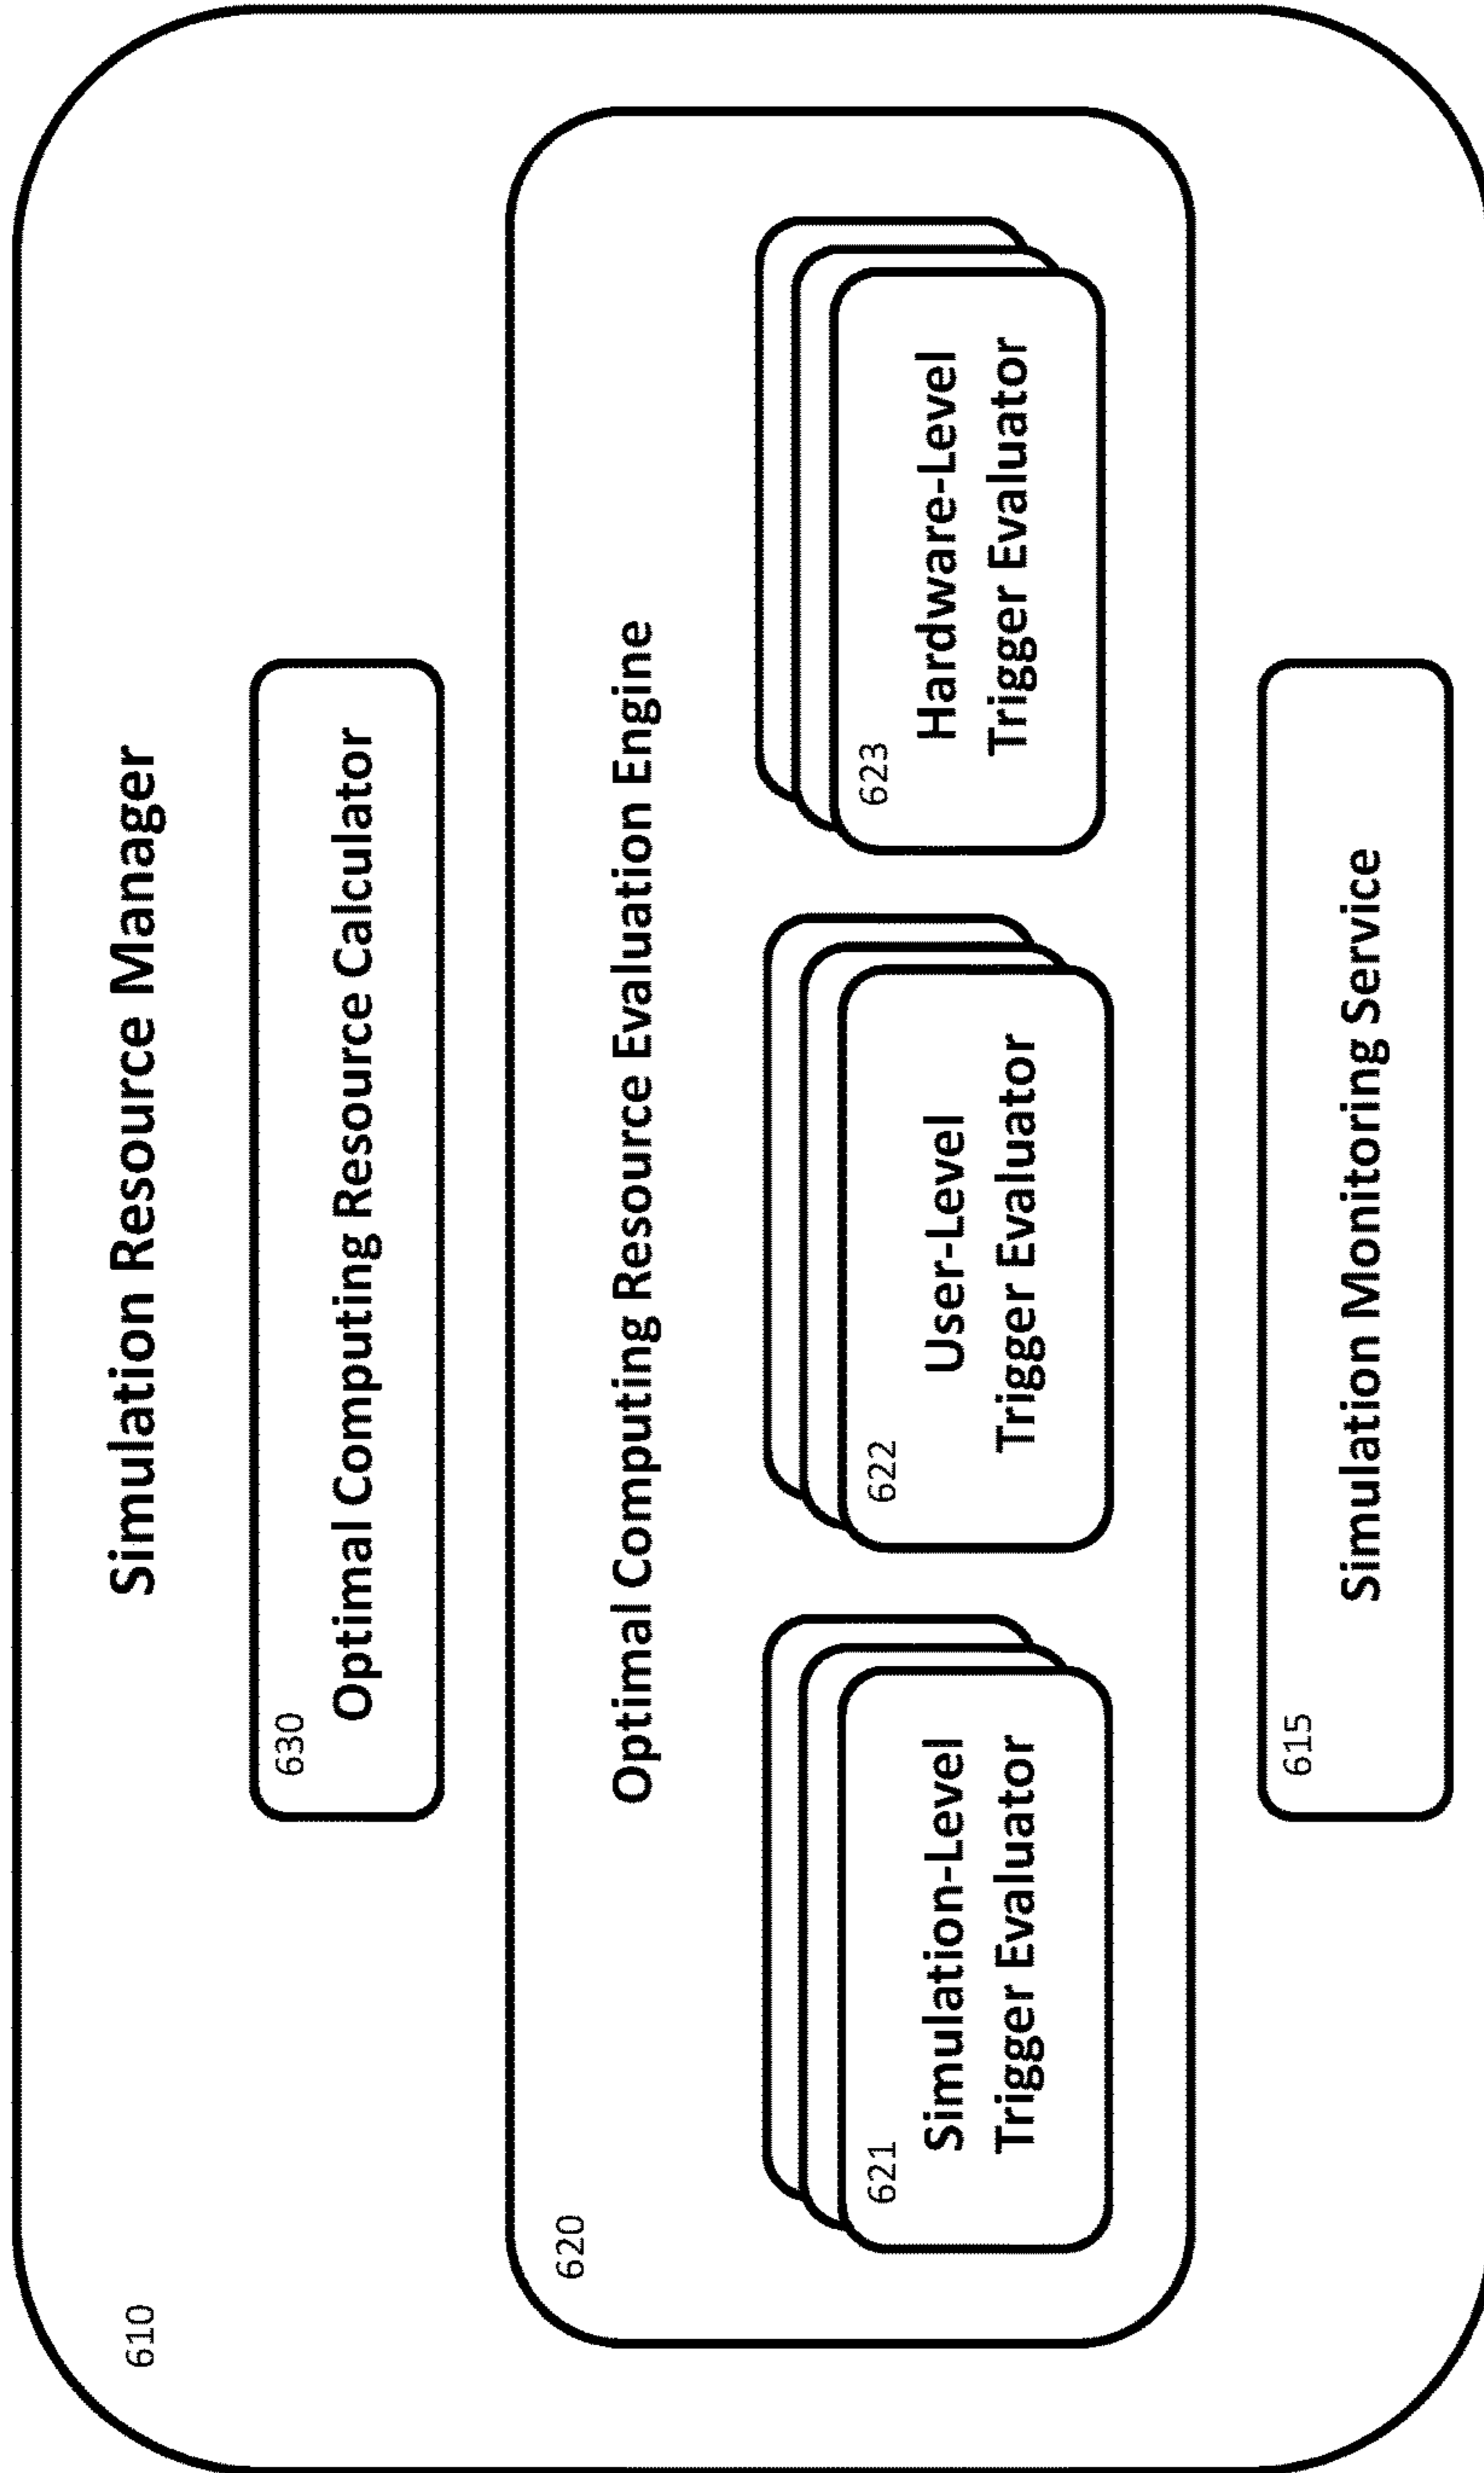 610
Simulation Resource Manager
630
Optimal Computing Resource Calculator
620
Optimal Computing Resource Evaluation Engine
621
Simulation-Level
Trigger Evaluator
622
User-Level
Trigger Evaluator
623
Hardware-Level
Trigger Evaluator
615
Simulation Monitoring Service